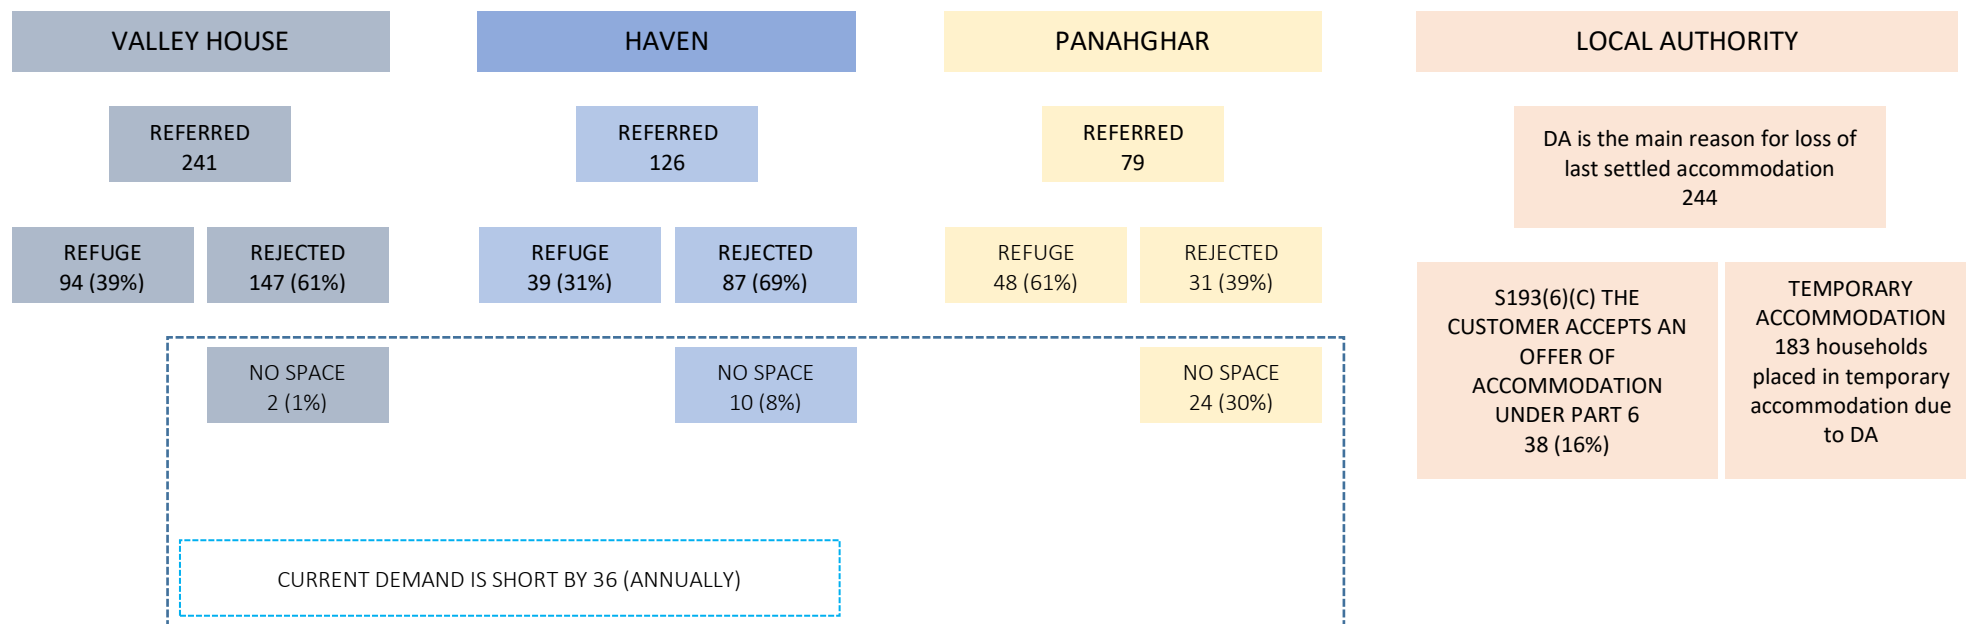 VALLEY HOUSE
HAVEN
PANAHGHAR
LOCAL AUTHORITY
REFERRED
241
REFERRED
126
REFERRED
79
DA is the main reason for loss of
last settled accommodation
244
REFUGE
94 (39%)
REJECTED
147 (61%)
REFUGE
39 (31%)
REJECTED
87 (69%)
REFUGE
48 (61%)
REJECTED
31 (39%)
S193(6)(C) THE
CUSTOMER ACCEPTS AN
OFFER OF
ACCOMMODATION
UNDER PART 6
38 (16%)
TEMPORARY
ACCOMMODATION
183 households
placed in temporary
accommodation due
to DA
NO SPACE
2 (1%)
NO SPACE
10 (8%)
NO SPACE
24 (30%)
CURRENT DEMAND IS SHORT BY 36 (ANNUALLY)